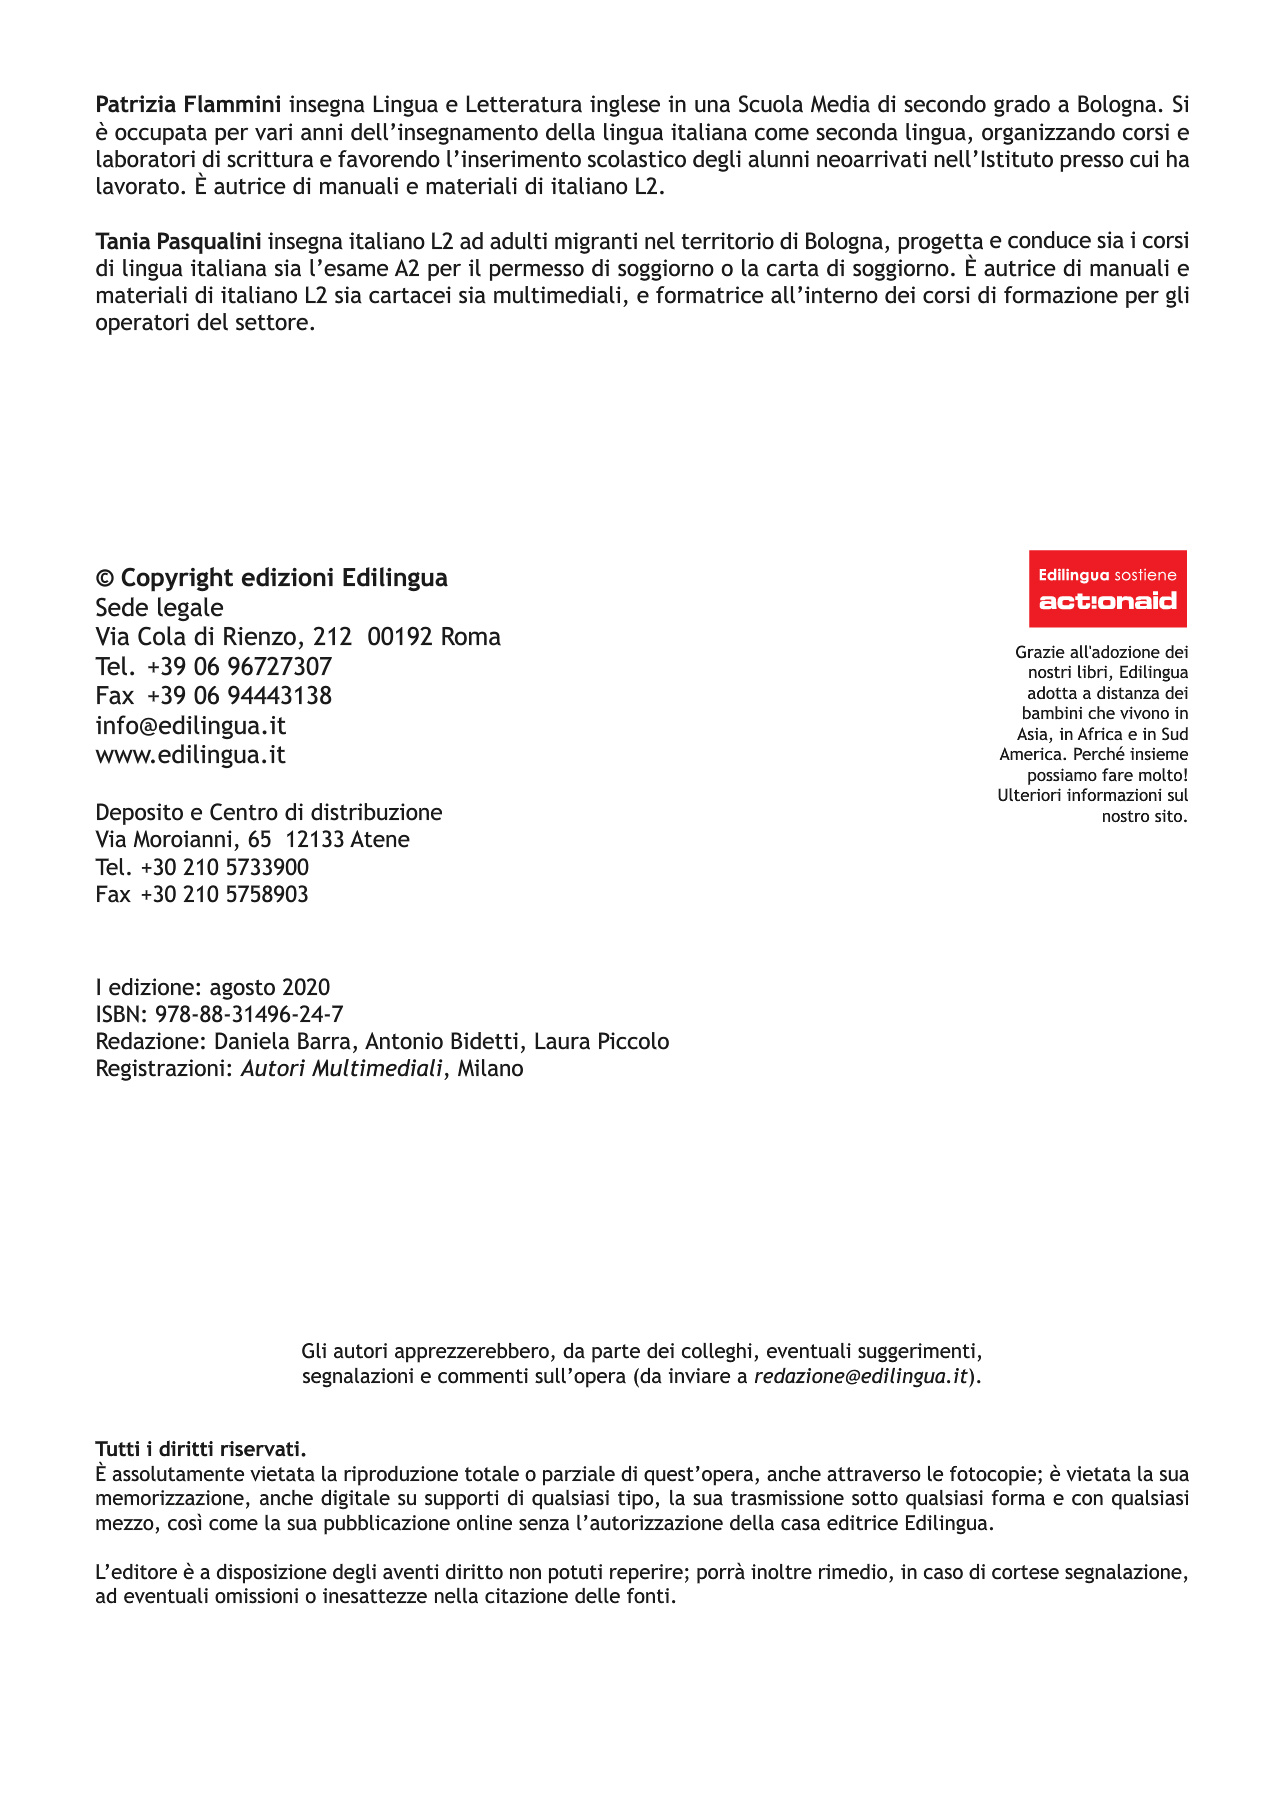 Patrizia Flammini insegna Lingua e Letteratura inglese in una Scuola Media di secondo grado a Bologna. Si
è occupata per vari anni dell’insegnamento della lingua italiana come seconda lingua, organizzando corsi e
laboratori di scrittura e favorendo l’inserimento scolastico degli alunni neoarrivati nell’Istituto presso cui ha
lavorato. È autrice di manuali e materiali di italiano L2.
Tania Pasqualini insegna italiano L2 ad adulti migranti nel territorio di Bologna, progetta e conduce sia i corsi
di lingua italiana sia l’esame A2 per il permesso di soggiorno o la carta di soggiorno. È autrice di manuali e
materiali di italiano L2 sia cartacei sia multimediali, e formatrice all’interno dei corsi di formazione per gli
operatori del settore.
© Copyright edizioni Edilingua
Sede legale
Via Cola di Rienzo, 212 00192 Roma
Tel. +39 06 96727307
Fax +39 06 94443138
info@edilingua.it
www.edilingua.it
Deposito e Centro di distribuzione
Via Moroianni, 65 12133 Atene
Tel. +30 210 5733900
Fax +30 210 5758903
Edilingua sostiene
act!onaid
Grazie all'adozione dei
nostri libri, Edilingua
adotta a distanza dei
bambini che vivono in
Asia, in Africa e in Sud
America. Perché insieme
possiamo fare molto!
Ulteriori informazioni sul
nostro sito.
I edizione: agosto 2020
ISBN: 978-88-31496-24-7
Redazione: Daniela Barra, Antonio Bidetti, Laura Piccolo
Registrazioni: Autori Multimediali, Milano
Gli autori apprezzerebbero, da parte dei colleghi, eventuali suggerimenti,
segnalazioni e commenti sull’opera (da inviare a redazione@edilingua.it).
Tutti i diritti riservati.
È assolutamente vietata la riproduzione totale o parziale di quest’opera, anche attraverso le fotocopie; è vietata la sua
memorizzazione, anche digitale su supporti di qualsiasi tipo, la sua trasmissione sotto qualsiasi forma e con qualsiasi
mezzo, così come la sua pubblicazione online senza l’autorizzazione della casa editrice Edilingua.
L’editore è a disposizione degli aventi diritto non potuti reperire; porrà inoltre rimedio, in caso di cortese segnalazione,
ad eventuali omissioni o inesattezze nella citazione delle fonti.